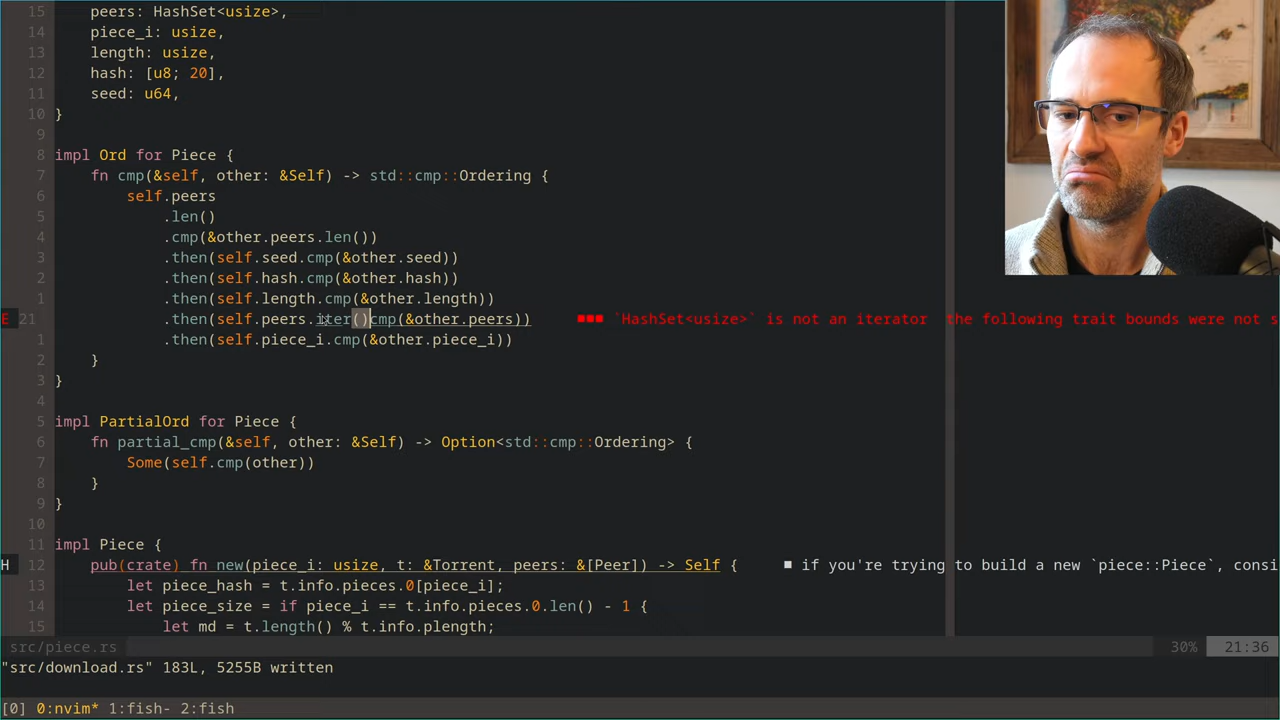 15 peers: HashSet<usize>,
14 piece_i: usize,
13 length: usize,
12 hash: [u8; 20],
11 seed: u64,
10 }
9
8 impl Ord for Piece {
7 fn cmp(&self, other: &Self) -> std::cmp::Ordering {
6 self.peers
5 .len()
4 .cmp(&other.peers.len())
3 .then(self.seed.cmp(&other.seed))
2 .then(self.hash.cmp(&other.hash))
1 .then(self.length.cmp(&other.length))
E 21 .then(self.peers.iter()cmp(&other.peers)) ■■■ `HashSet<usize>` is not an iterator the following trait bounds were not s
1 .then(self.piece_i.cmp(&other.piece_i))
2 }
3 }
4
5 impl PartialOrd for Piece {
6 fn partial_cmp(&self, other: &Self) -> Option<std::cmp::Ordering> {
7 Some(self.cmp(other))
8 }
9 }
10
11 impl Piece {
H 12 pub(crate) fn new(piece_i: usize, t: &Torrent, peers: &[Peer]) -> Self { ■ if you're trying to build a new `piece::Piece`, consi
13 let piece_hash = t.info.pieces.0[piece_i];
14 let piece_size = if piece_i == t.info.pieces.0.len() - 1 {
15 let md = t.length() % t.info.plength;
src/piece.rs 30% 21:36
"src/download.rs" 183L, 5255B written
[0] 0:nvim* 1:fish- 2:fish